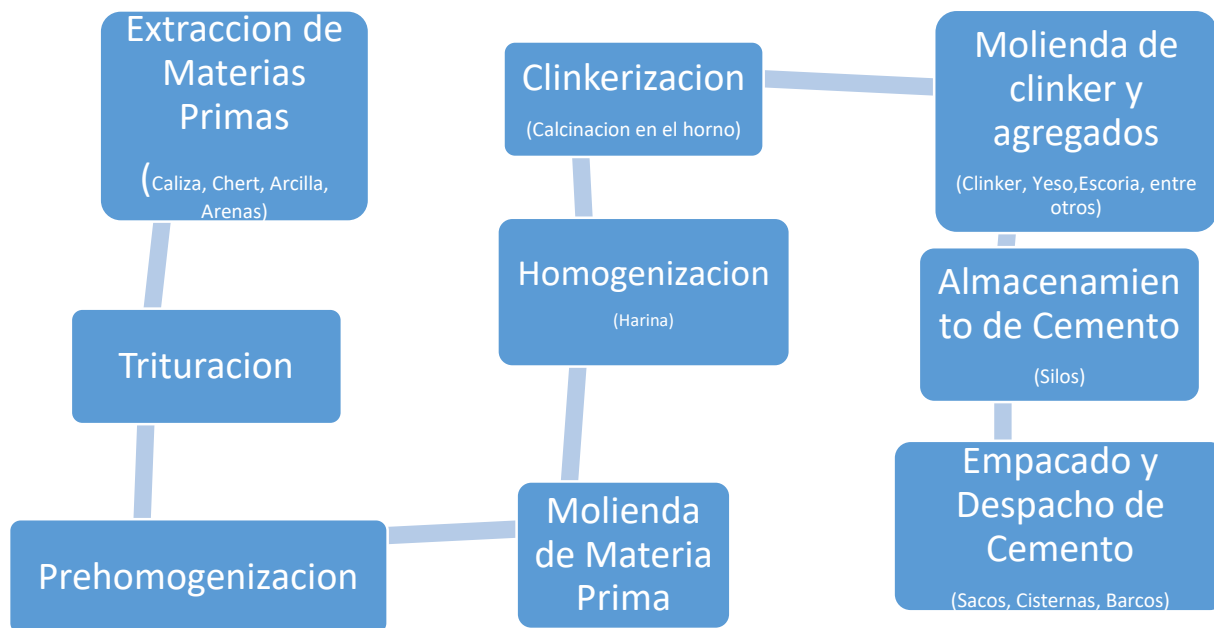 Extraccion de
Materias
Primas
(Caliza, Chert, Arcilla,
Arenas)
Trituracion
Prehomogenizacion
Molienda
de Materia
Prima
Homogenizacion
(Harina)
Clinkerizacion
(Calcinacion en el horno)
Molienda de
clinker y
agregados
(Clinker, Yeso,Escoria, entre
otros)
Almacenamien
to de Cemento
(Silos)
Empacado y
Despacho de
Cemento
(Sacos, Cisternas, Barcos)